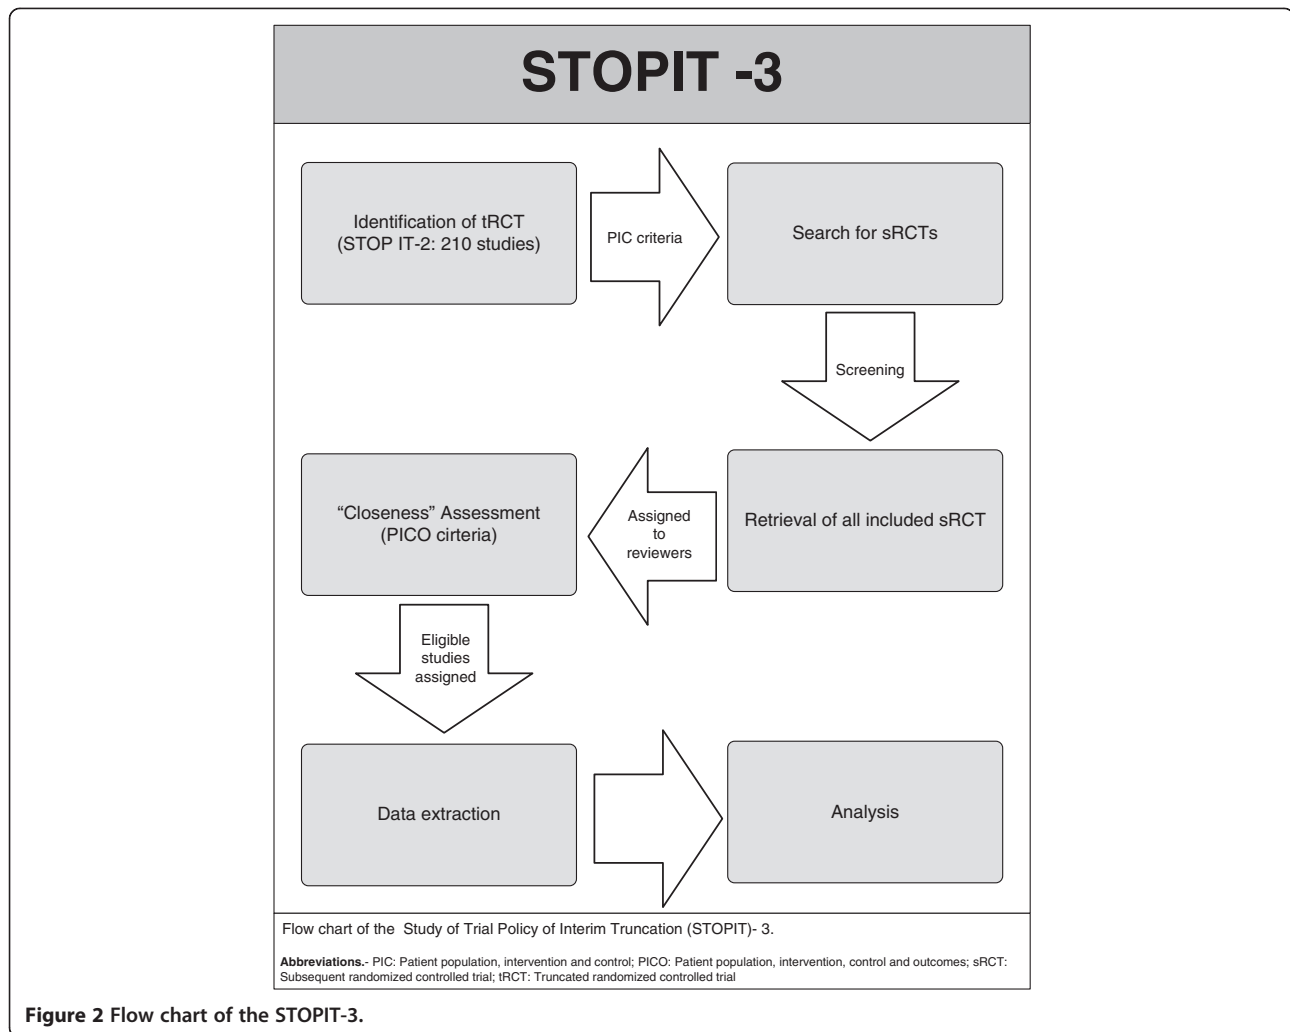 STOPIT -3
Identification of tRCT
(STOP IT-2: 210 studies)
PIC criteria
Search for sRCTs
Screening
Retrieval of all included sRCT
Assigned
to
reviewers
“Closeness” Assessment
(PICO cirteria)
Eligible
studies
assigned
Data extraction
Analysis
Flow chart of the Study of Trial Policy of Interim Truncation (STOPIT)- 3.
Abbreviations.- PIC: Patient population, intervention and control; PICO: Patient population, intervention, control and outcomes; sRCT:
Subsequent randomized controlled trial; tRCT: Truncated randomized controlled trial
Figure 2 Flow chart of the STOPIT-3.